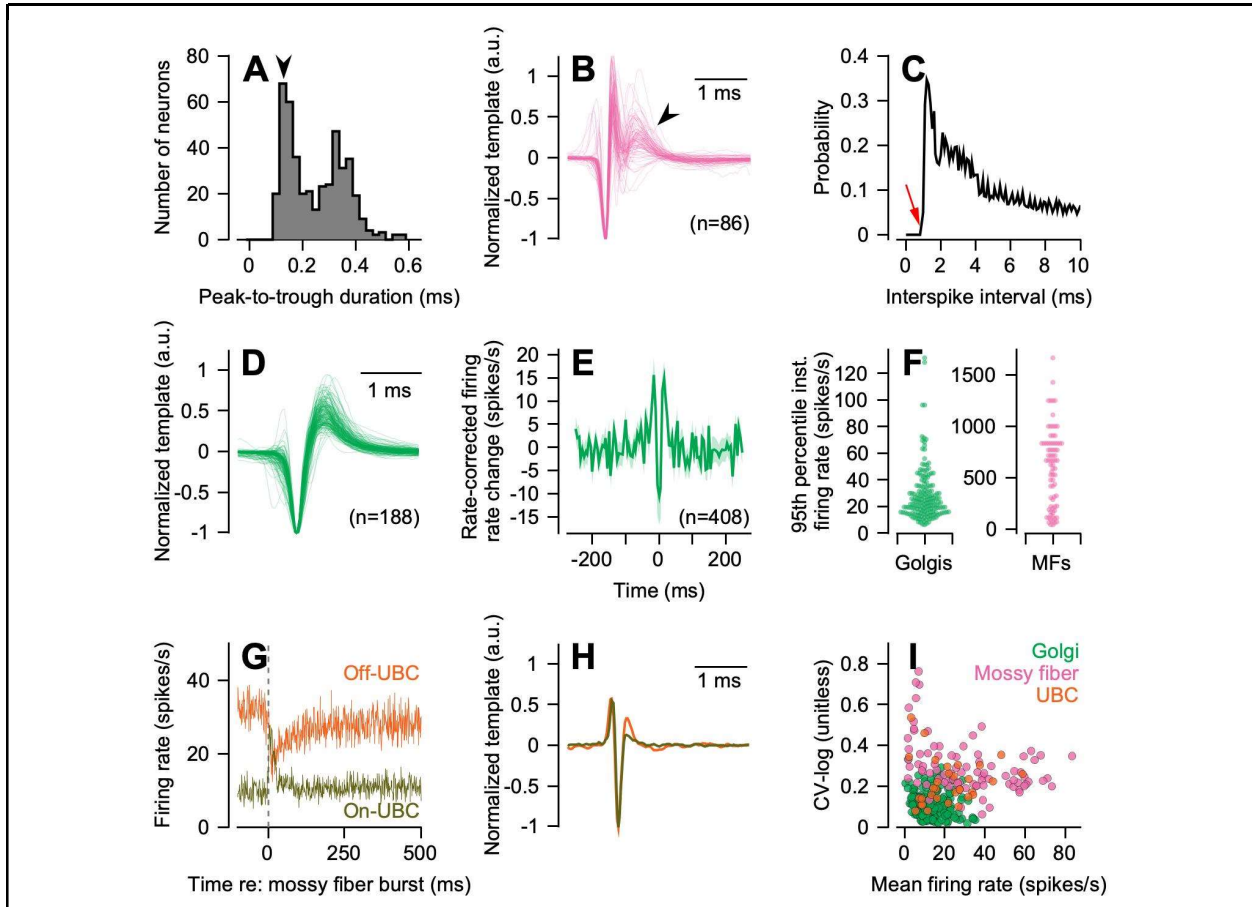 A
Number of neurons
80
60
40
20
0
0
0.2
0.4
0.6
Peak-to-trough duration (ms)
B
Normalized template (a.u.)
1
0.5
0
-0.5
-1
1 ms
(n=86)
C
Probability
0.4
0.3
0.2
0.1
0
0
2
4
6
8
10
Interspike interval (ms)
D
Normalized template (a.u.)
1
0.5
0
-0.5
-1
1 ms
(n=188)
E
Rate-corrected firing
rate change (spikes/s)
20
15
10
5
0
-5
-10
-15
(n=408)
-200
0
200
Time (ms)
F
95th percentile inst.
firing rate (spikes/s)
120
100
80
60
40
20
0
Golgis
1500
1000
500
0
MFs
G
Firing rate (spikes/s)
40
20
0
Off-UBC
On-UBC
0
250
500
Time re: mossy fiber burst (ms)
H
Normalized template (a.u.)
1
0.5
0
-0.5
-1
1 ms
I
CV-log (unitless)
0.8
0.6
0.4
0.2
0
Golgi
Mossy fiber
UBC
0
20
40
60
80
Mean firing rate (spikes/s)